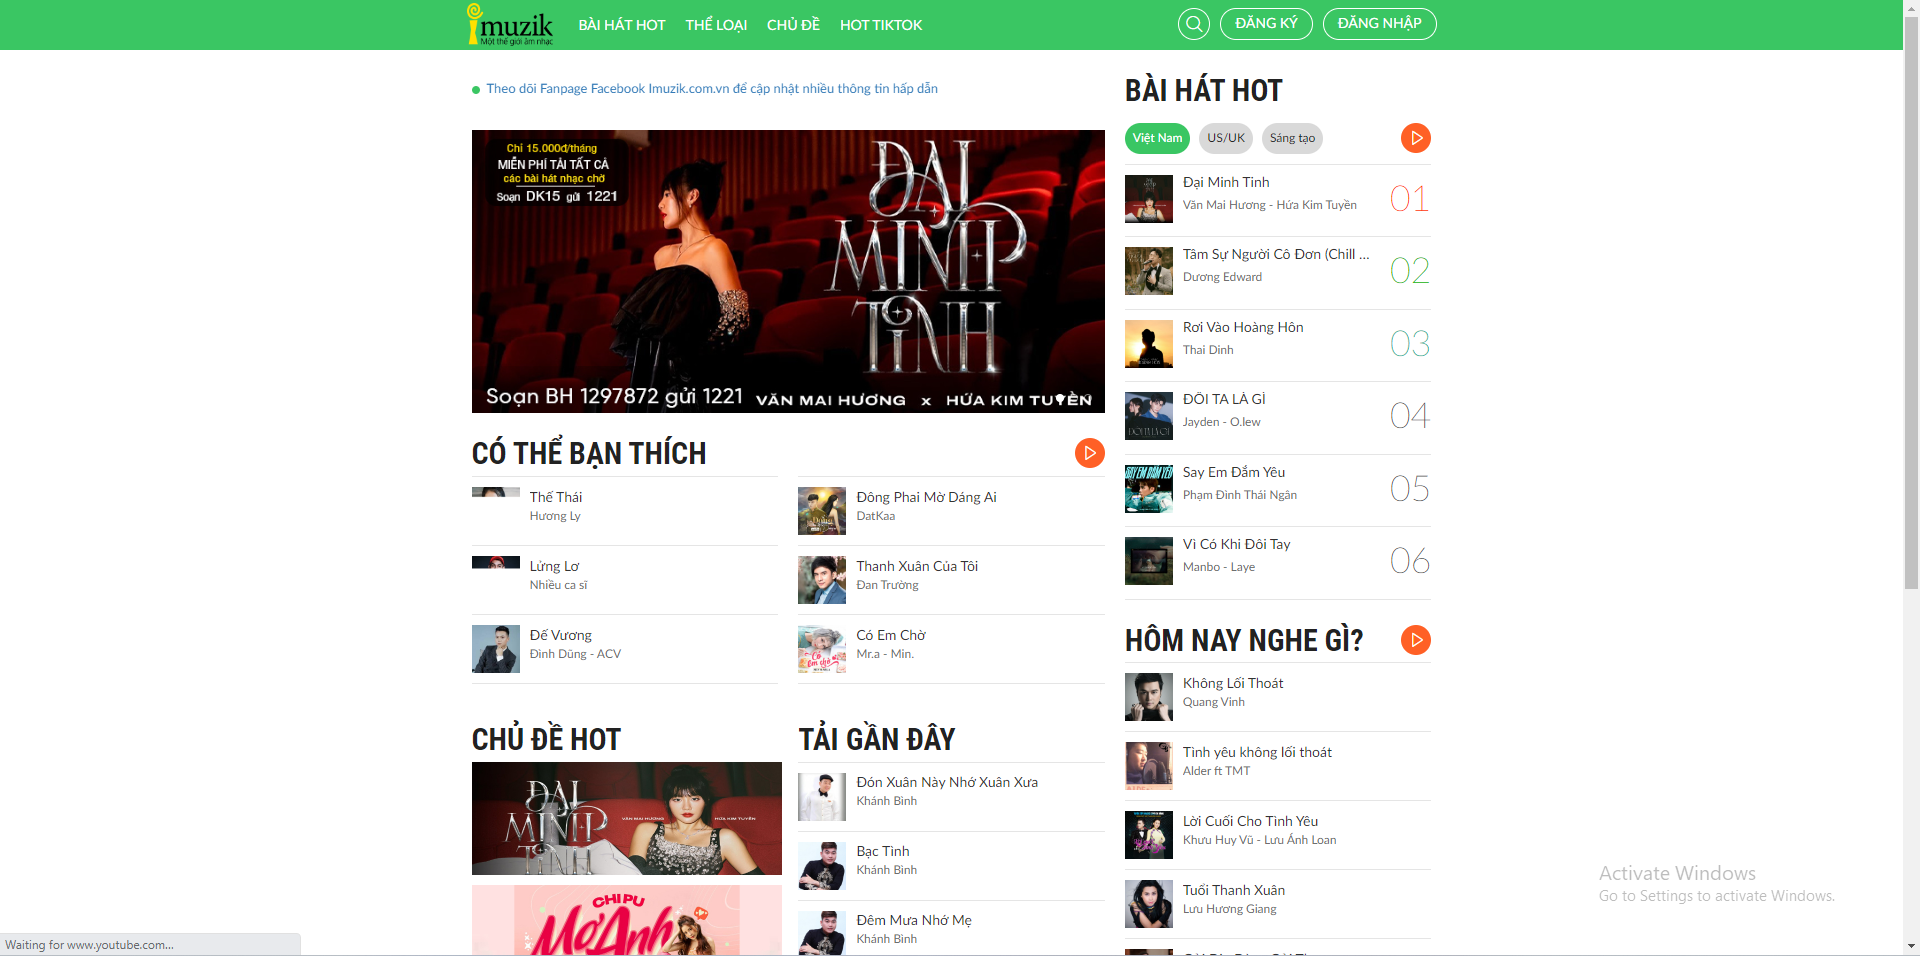 imuzik
Một thế giới âm nhạc
BÀI HÁT HOT
THỂ LOẠI
CHỦ ĐỀ
HOT TIKTOK
ĐĂNG KÝ
ĐĂNG NHẬP
Theo dõi Fanpage Facebook Imuzik.com.vn để cập nhật nhiều thông tin hấp dẫn
Chỉ 15.000đ/tháng
MIỄN PHÍ TẢI TẤT CẢ
các bài hát nhạc chờ
Soạn DK15 gửi 1221
ĐẠI
MINH
TINH
Soạn BH 1297872 gửi 1221
VĂN MAI HƯƠNG x HỨA KIM TUYỀN
CÓ THỂ BẠN THÍCH
Thế Thái
Hương Ly
Đông Phai Mờ Dáng Ai
DatKaa
Lửng Lơ
Nhiều ca sĩ
Thanh Xuân Của Tôi
Đan Trường
Đế Vương
Đình Dũng - ACV
Có Em Chờ
Mr.a - Min.
CHỦ ĐỀ HOT
ĐẠI
MINH
TINH
VĂN MAI HƯƠNG
HỨA KIM TUYỀN
CHI PU
Mơ Anh
TẢI GẦN ĐÂY
Đón Xuân Này Nhớ Xuân Xưa
Khánh Bình
Bạc Tình
Khánh Bình
Đêm Mưa Nhớ Mẹ
Khánh Bình
BÀI HÁT HOT
Việt Nam
US/UK
Sáng tạo
Đại Minh Tinh
Văn Mai Hương - Hứa Kim Tuyền
01
Tâm Sự Người Cô Đơn (Chill ...
Dương Edward
02
Rơi Vào Hoàng Hôn
Thai Dinh
03
ĐÔI TA LÀ GÌ
Jayden - O.lew
04
Say Em Đắm Yêu
Phạm Đình Thái Ngân
05
Vì Có Khi Đôi Tay
Manbo - Laye
06
HÔM NAY NGHE GÌ?
Không Lối Thoát
Quang Vinh
Tình yêu không lối thoát
Alder ft TMT
Lời Cuối Cho Tình Yêu
Khưu Huy Vũ - Lưu Ánh Loan
Tuổi Thanh Xuân
Lưu Hương Giang
Activate Windows
Go to Settings to activate Windows.
Waiting for www.youtube.com...